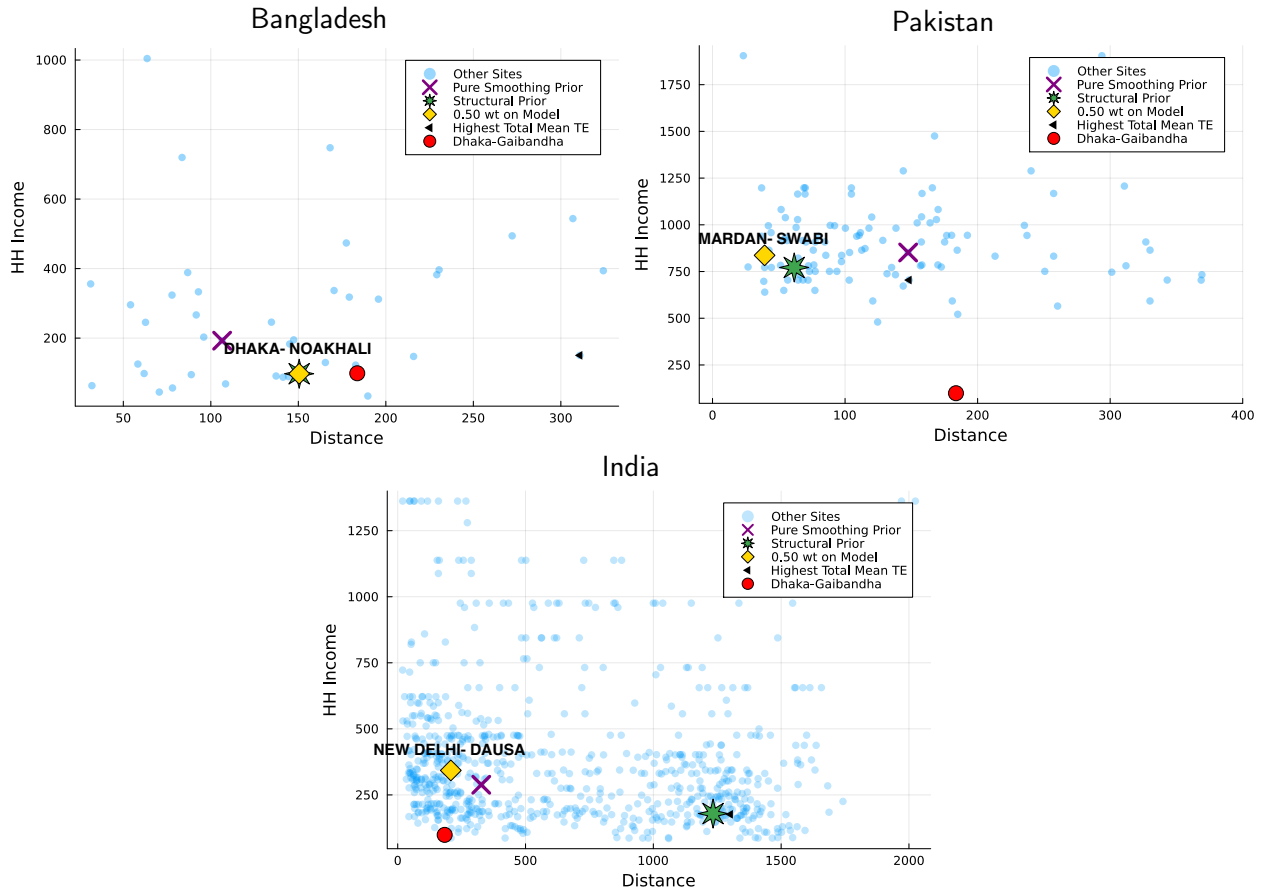 Bangladesh
1000
800
600
400
200
HH Income
50
100
150
200
250
300
Distance
Other Sites
Pure Smoothing Prior
Structural Prior
0.50 wt on Model
Highest Total Mean TE
Dhaka-Gaibandha
DHAKA- NOAKHALI
Pakistan
1750
1500
1250
1000
750
500
250
HH Income
0
100
200
300
400
Distance
Other Sites
Pure Smoothing Prior
Structural Prior
0.50 wt on Model
Highest Total Mean TE
Dhaka-Gaibandha
MARDAN- SWABI
India
1250
1000
750
500
250
HH Income
0
500
1000
1500
2000
Distance
Other Sites
Pure Smoothing Prior
Structural Prior
0.50 wt on Model
Highest Total Mean TE
Dhaka-Gaibandha
NEW DELHI- DAUSA